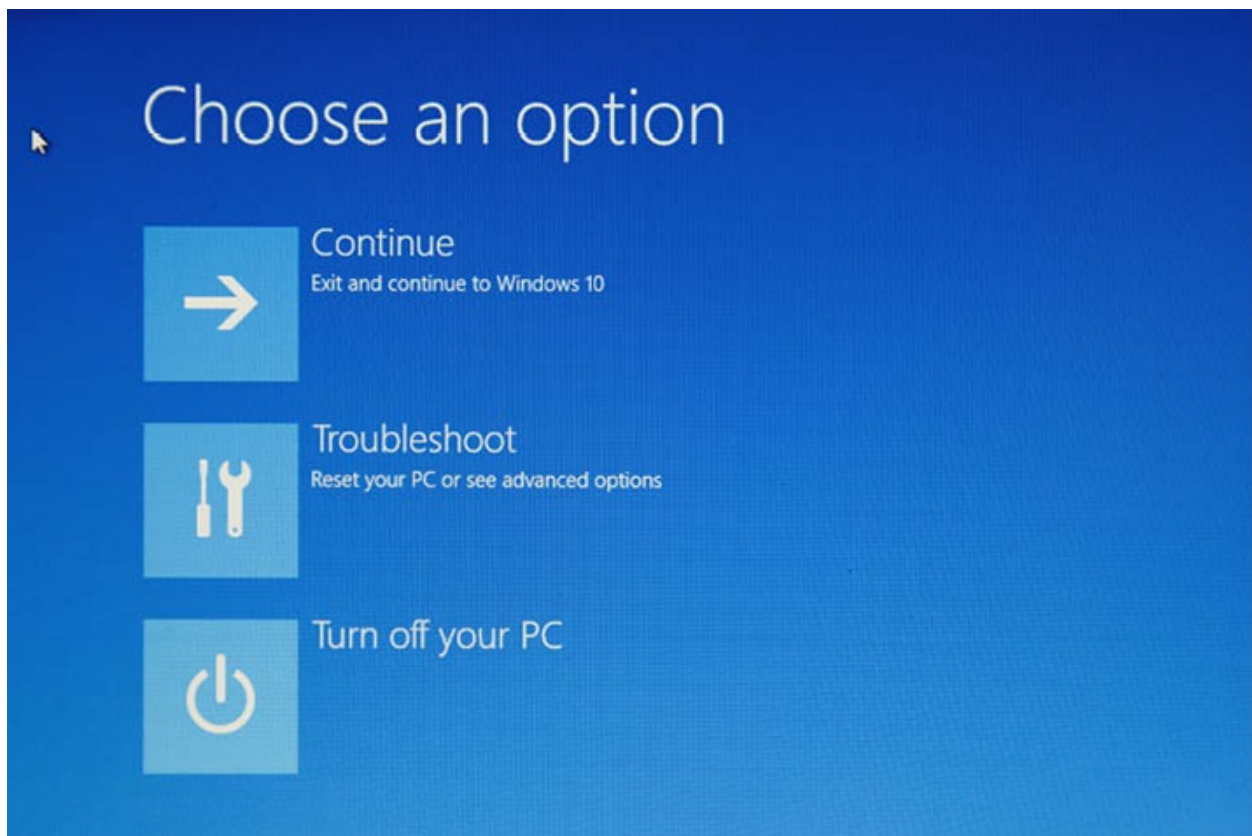 Choose an option
Continue
Exit and continue to Windows 10
Troubleshoot
Reset your PC or see advanced options
Turn off your PC